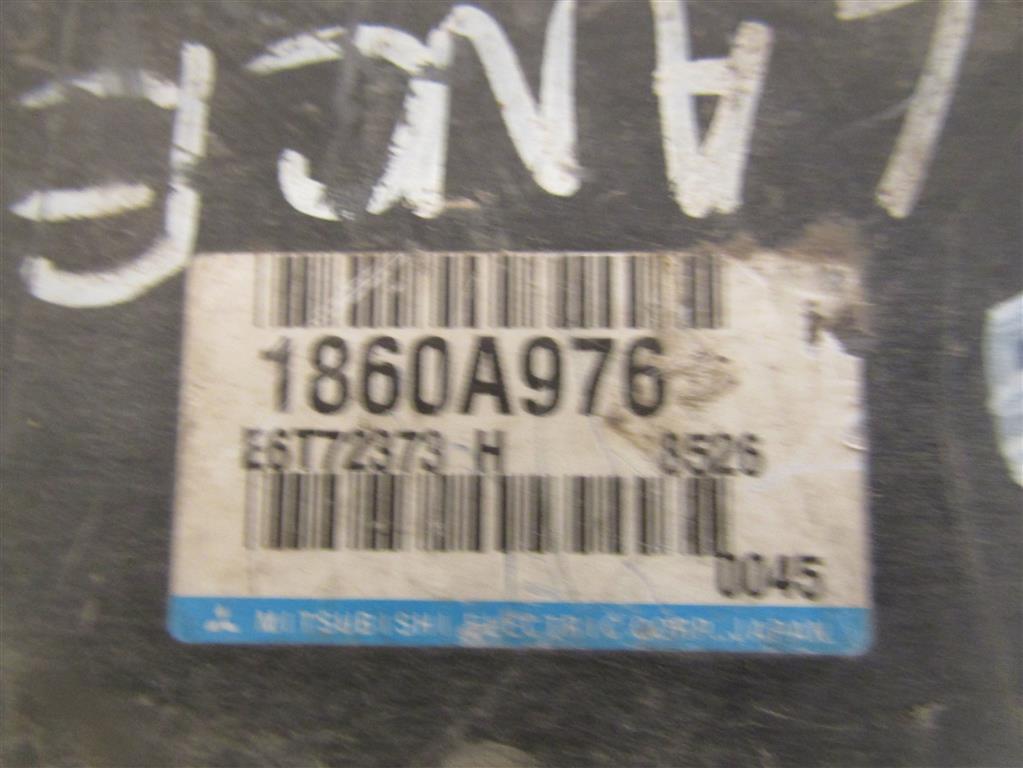 LANCE
1860A976
E6T72373-H 8526
0045
MITSUBISHI ELECTRIC CORP. JAPAN